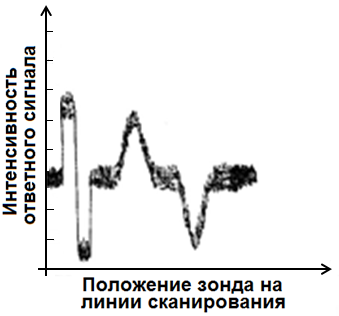 Интенсивность
ответного сигнала
Положение зонда на
линии сканирования